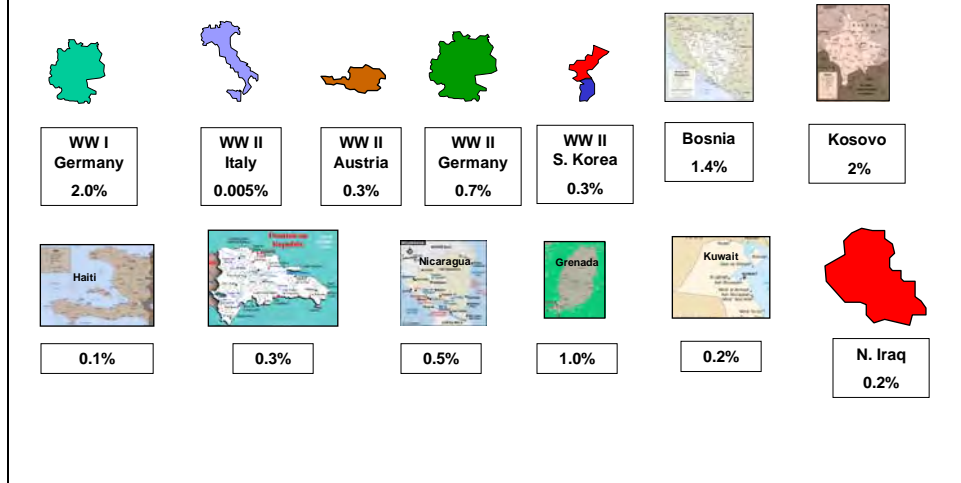 WW I
Germany
2.0%
WW II
Italy
0.005%
WW II
Austria
0.3%
WW II
Germany
0.7%
WW II
S. Korea
0.3%
Bosnia
1.4%
Kosovo
2%
Haiti
Dominican
Republic
Nicaragua
Grenada
Kuwait
0.1%
0.3%
0.5%
1.0%
0.2%
N. Iraq
0.2%